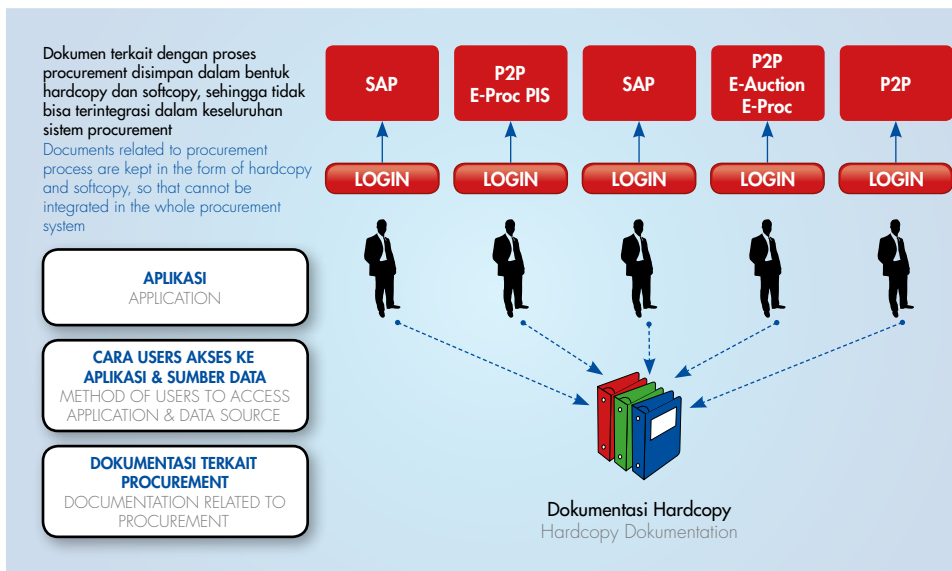 Dokumen terkait dengan proses
procurement disimpan dalam bentuk
hardcopy dan softcopy, sehingga tidak
bisa terintegrasi dalam keseluruhan
sistem procurement
Documents related to procurement
process are kept in the form of hardcopy
and softcopy, so that cannot be
integrated in the whole procurement
system
SAP
P2P
E-Proc PIS
SAP
P2P
E-Auction
E-Proc
P2P
LOGIN
LOGIN
LOGIN
LOGIN
LOGIN
APLIKASI
APPLICATION
CARA USERS AKSES KE
APLIKASI & SUMBER DATA
METHOD OF USERS TO ACCESS
APPLICATION & DATA SOURCE
DOKUMENTASI TERKAIT
PROCUREMENT
DOCUMENTATION RELATED TO
PROCUREMENT
Dokumentasi Hardcopy
Hardcopy Dokumentation